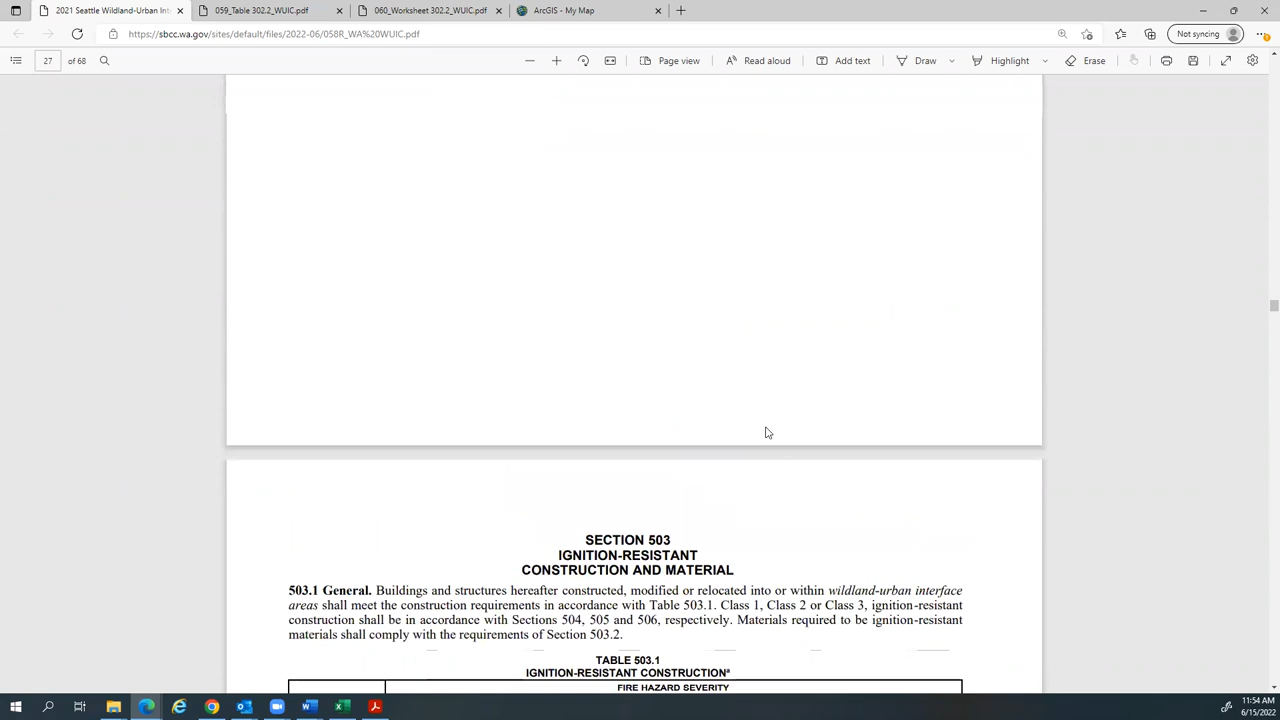 2021 Seattle Wildland-Urban Int
059_Table 302.2_WUIC.pdf
060_Worksheet 302.2_WUIC.pdf
ArcGIS - My Map
https://sbcc.wa.gov/sites/default/files/2022-06/058R_WA%20WUIC.pdf
Not syncing
27 of 68
Page view
Read aloud
Add text
Draw
Highlight
Erase
SECTION 503
IGNITION-RESISTANT
CONSTRUCTION AND MATERIAL
503.1 General. Buildings and structures hereafter constructed, modified or relocated into or within wildland-urban interface
areas shall meet the construction requirements in accordance with Table 503.1. Class 1, Class 2 or Class 3, ignition-resistant
construction shall be in accordance with Sections 504, 505 and 506, respectively. Materials required to be ignition-resistant
materials shall comply with the requirements of Section 503.2.
TABLE 503.1
IGNITION-RESISTANT CONSTRUCTIONª
FIRE HAZARD SEVERITY
11:54 AM
6/15/2022